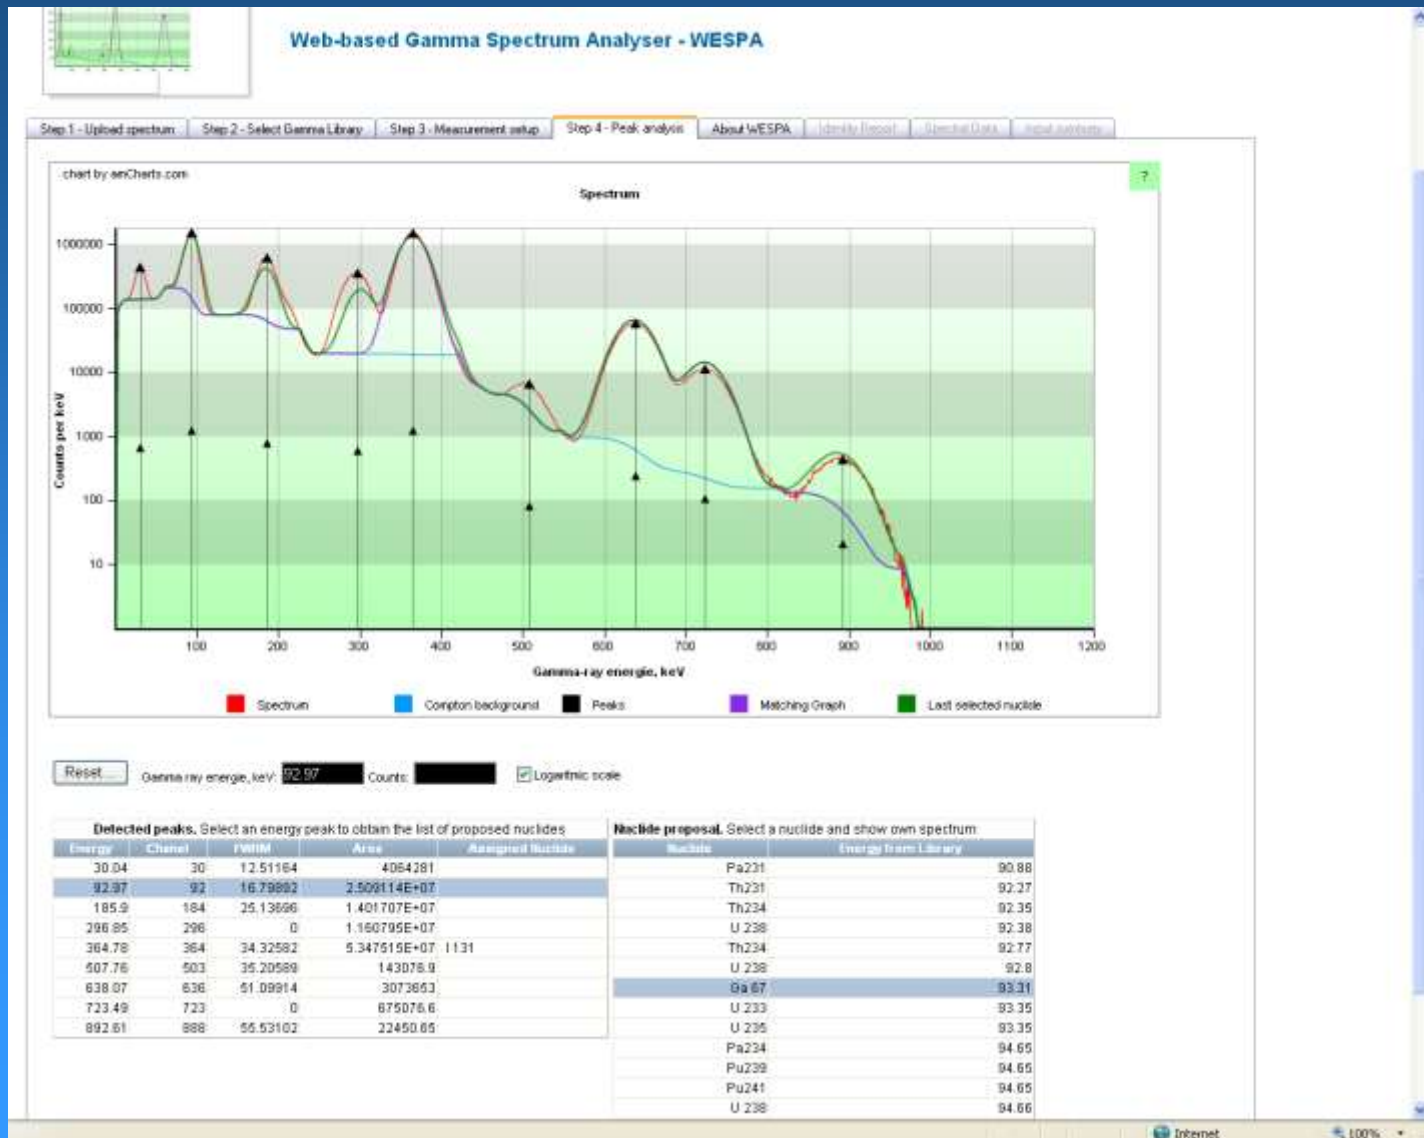 Web-based Gamma Spectrum Analyser - WESPA
Step 1 - Upload spectrum Step 2 - Select Gamma Library Step 3 - Measurement setup Step 4 - Peak analysis About WESPA Identity Report Spectral Data Input summary
chart by amCharts.com
?
Spectrum
1000000
100000
10000
1000
100
10
Counts per keV
100 200 300 400 500 600 700 800 900 1000 1100 1200
Gamma-ray energie, keV
Spectrum Compton background Peaks Matching Graph Last selected nuclide
Reset... Gamma ray energie, keV: 92.97 Counts: Logaritmic scale
Detected peaks. Select an energy peak to obtain the list of proposed nuclides
Energy Chanel FWHM Area Assigned Nuclide
30.04 30 12.51164 4064281
92.97 92 16.79892 2.509114E+07
185.9 184 25.13696 1.401707E+07
296.85 296 0 1.160795E+07
364.78 364 34.32582 5.347515E+07 I 131
507.76 503 35.20589 143076.9
638.07 636 51.09914 3073653
723.49 723 0 675076.6
892.61 888 55.53102 22450.65
Nuclide proposal. Select a nuclide and show own spectrum
Nuclide Energy from Library
Pa231 90.88
Th231 92.27
Th234 92.35
U 238 92.38
Th234 92.77
U 238 92.8
Ga 67 93.31
U 233 93.35
U 235 93.35
Pa234 94.65
Pu239 94.65
Pu241 94.65
U 238 94.66
Internet 100%